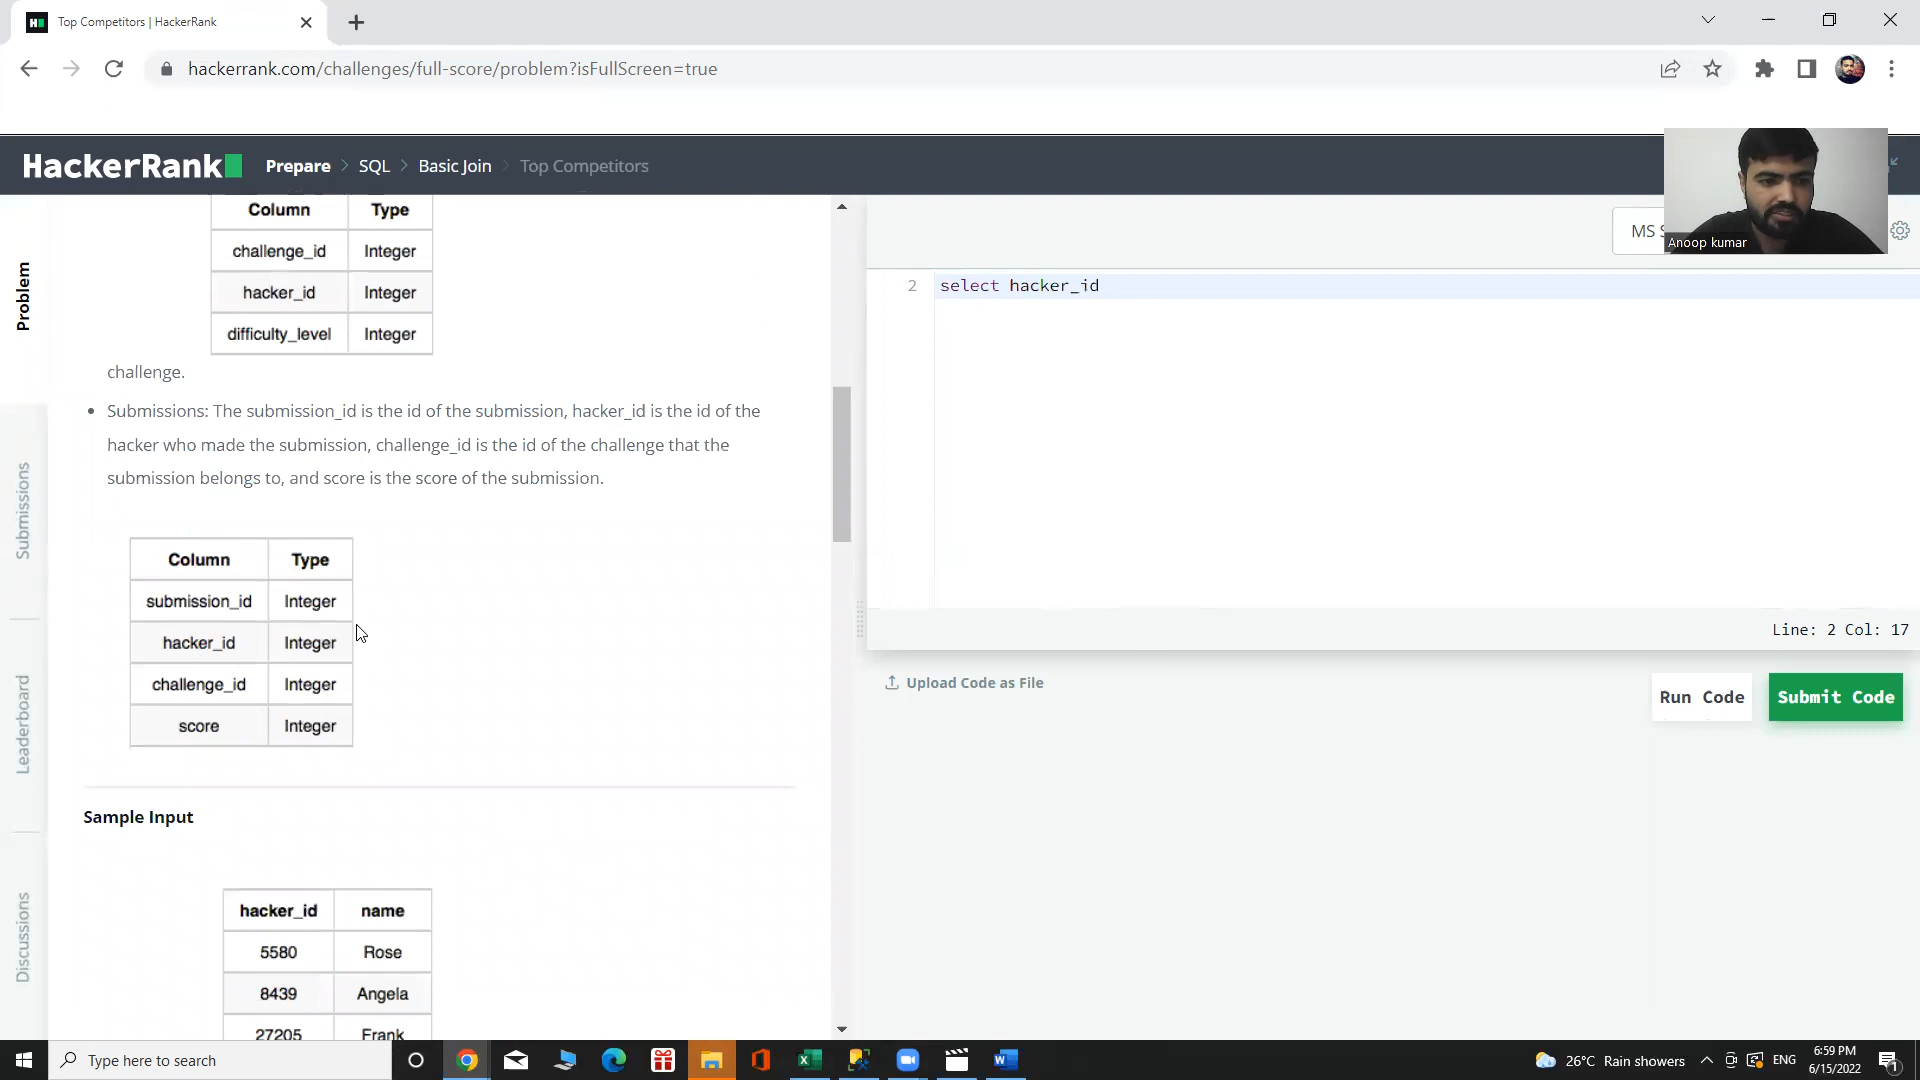 Top Competitors | HackerRank
hackerrank.com/challenges/full-score/problem?isFullScreen=true
HackerRank
Prepare
SQL
Basic Join
Top Competitors
Anoop kumar
MS S
Problem
Submissions
Leaderboard
Discussions
Column Type
challenge_id Integer
hacker_id Integer
difficulty_level Integer
challenge.
Submissions: The submission_id is the id of the submission, hacker_id is the id of the
hacker who made the submission, challenge_id is the id of the challenge that the
submission belongs to, and score is the score of the submission.
Column Type
submission_id Integer
hacker_id Integer
challenge_id Integer
score Integer
Sample Input
hacker_id name
5580 Rose
8439 Angela
27205 Frank
2 select hacker_id
Line: 2 Col: 17
Upload Code as File
Run Code
Submit Code
Type here to search
26°C Rain showers
ENG
6:59 PM
6/15/2022
1